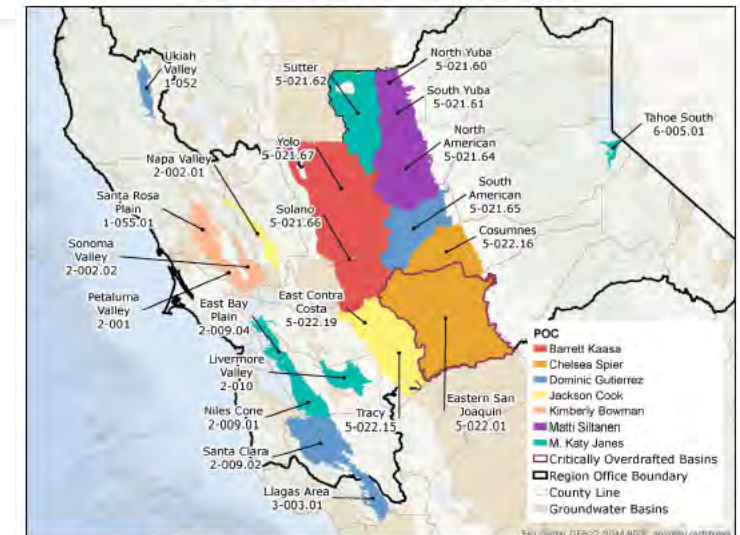 Ukiah
Valley
1-052
Sutter
5-021.62
North Yuba
5-021.60
South Yuba
5-021.61
North
American
5-021.64
Tahoe South
6-005.01
Yolo
5-021.67
Napa Valley
2-002.01
South
American
5-021.65
Santa Rosa
Plain
1-055.01
Solano
5-021.66
Cosumnes
5-022.16
Sonoma
Valley
2-002.02
Petaluma
Valley
2-001
East Bay
Plain
2-009.04
East Contra
Costa
5-022.19
Livermore
Valley
2-010
Niles Cone
2-009.01
Tracy
5-022.15
Eastern San
Joaquin
5-022.01
Santa Clara
2-009.02
Llagas Area
3-003.01
POC
Barrett Kaasa
Chelsea Spier
Dominic Gutierrez
Jackson Cook
Kimberly Bowman
Matti Siltanen
M. Katy Janes
Critically Overdrafted Basins
Region Office Boundary
County Line
Groundwater Basins